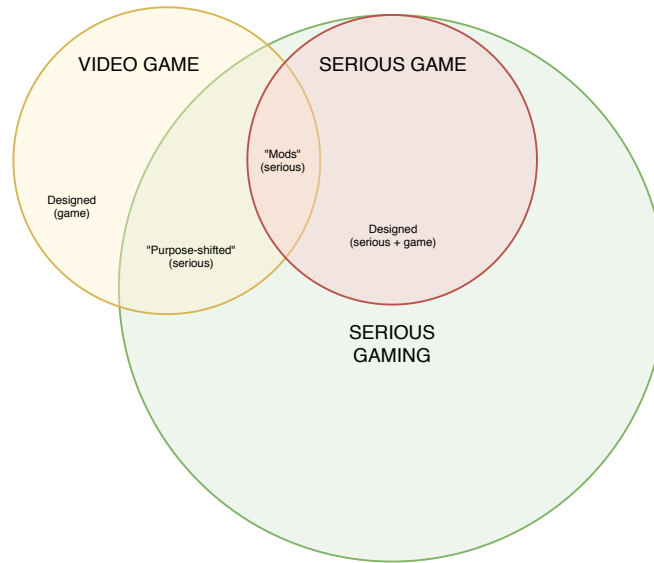 VIDEO GAME
SERIOUS GAME
"Mods"
(serious)
Designed
(game)
Designed
(serious + game)
"Purpose-shifted"
(serious)
SERIOUS
GAMING